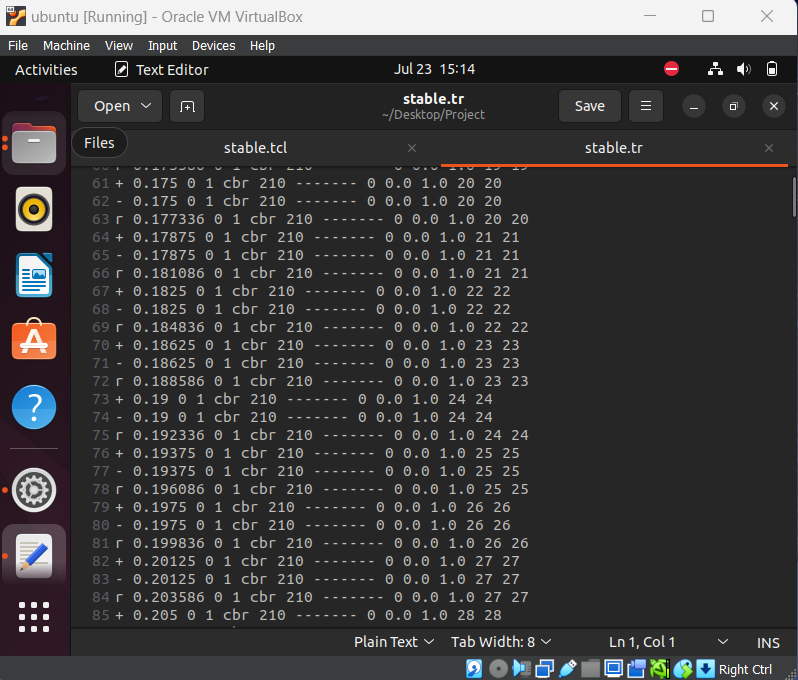 ubuntu [Running] - Oracle VM VirtualBox
File Machine View Input Devices Help
Activities Text Editor Jul 23 15:14
Open stable.tr Save
~/Desktop/Project
Files stable.tcl stable.tr
61 + 0.175 0 1 cbr 210 ------- 0 0.0 1.0 20 20
62 - 0.175 0 1 cbr 210 ------- 0 0.0 1.0 20 20
63 r 0.177336 0 1 cbr 210 ------- 0 0.0 1.0 20 20
64 + 0.17875 0 1 cbr 210 ------- 0 0.0 1.0 21 21
65 - 0.17875 0 1 cbr 210 ------- 0 0.0 1.0 21 21
66 r 0.181086 0 1 cbr 210 ------- 0 0.0 1.0 21 21
67 + 0.1825 0 1 cbr 210 ------- 0 0.0 1.0 22 22
68 - 0.1825 0 1 cbr 210 ------- 0 0.0 1.0 22 22
69 r 0.184836 0 1 cbr 210 ------- 0 0.0 1.0 22 22
70 + 0.18625 0 1 cbr 210 ------- 0 0.0 1.0 23 23
71 - 0.18625 0 1 cbr 210 ------- 0 0.0 1.0 23 23
72 r 0.188586 0 1 cbr 210 ------- 0 0.0 1.0 23 23
73 + 0.19 0 1 cbr 210 ------- 0 0.0 1.0 24 24
74 - 0.19 0 1 cbr 210 ------- 0 0.0 1.0 24 24
75 r 0.192336 0 1 cbr 210 ------- 0 0.0 1.0 24 24
76 + 0.19375 0 1 cbr 210 ------- 0 0.0 1.0 25 25
77 - 0.19375 0 1 cbr 210 ------- 0 0.0 1.0 25 25
78 r 0.196086 0 1 cbr 210 ------- 0 0.0 1.0 25 25
79 + 0.1975 0 1 cbr 210 ------- 0 0.0 1.0 26 26
80 - 0.1975 0 1 cbr 210 ------- 0 0.0 1.0 26 26
81 r 0.199836 0 1 cbr 210 ------- 0 0.0 1.0 26 26
82 + 0.20125 0 1 cbr 210 ------- 0 0.0 1.0 27 27
83 - 0.20125 0 1 cbr 210 ------- 0 0.0 1.0 27 27
84 r 0.203586 0 1 cbr 210 ------- 0 0.0 1.0 27 27
85 + 0.205 0 1 cbr 210 ------- 0 0.0 1.0 28 28
Plain Text Tab Width: 8 Ln 1, Col 1 INS
Right Ctrl